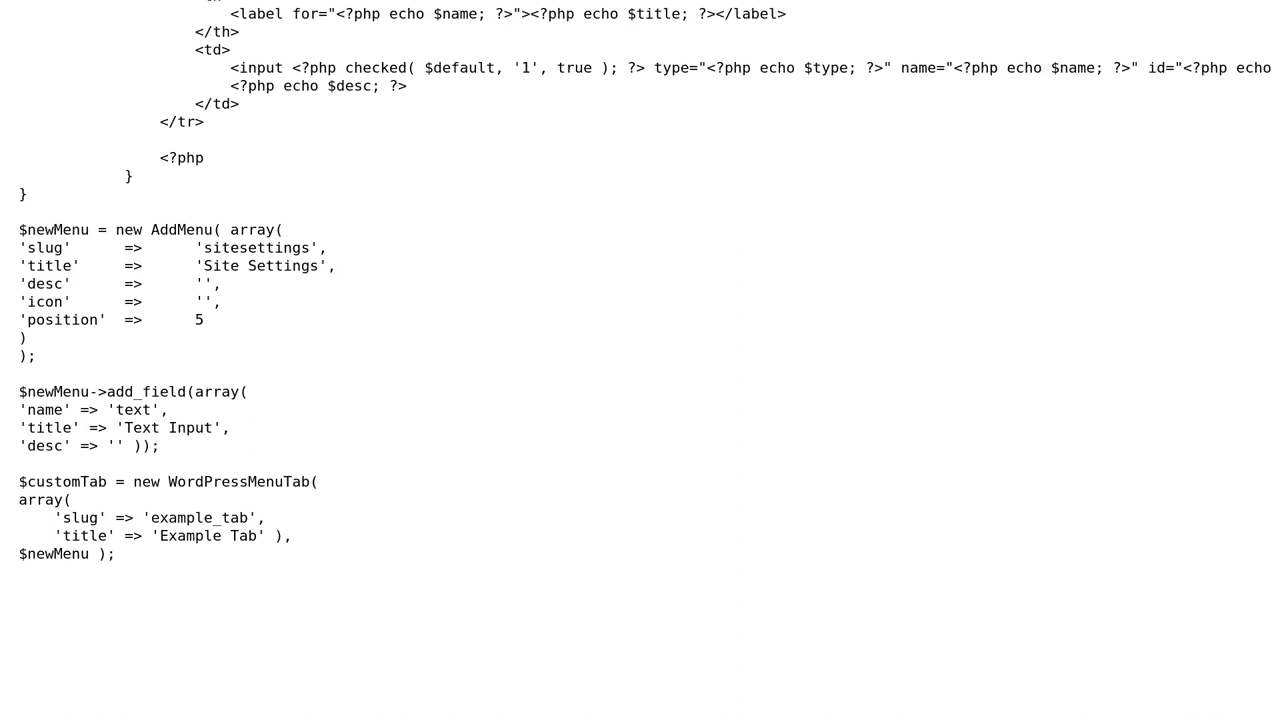 <label for="<?php echo $name; ?>"><?php echo $title; ?></label>
</th>
<td>
<input <?php checked( $default, '1', true ); ?> type="<?php echo $type; ?>" name="<?php echo $name; ?>" id="<?php echo
<?php echo $desc; ?>
</td>
</tr>
<?php
}
}
$newMenu = new AddMenu( array(
'slug' => 'sitesettings',
'title' => 'Site Settings',
'desc' => '',
'icon' => '',
'position' => 5
)
);
$newMenu->add_field(array(
'name' => 'text',
'title' => 'Text Input',
'desc' => '' ));
$customTab = new WordPressMenuTab(
array(
'slug' => 'example_tab',
'title' => 'Example Tab' ),
$newMenu );